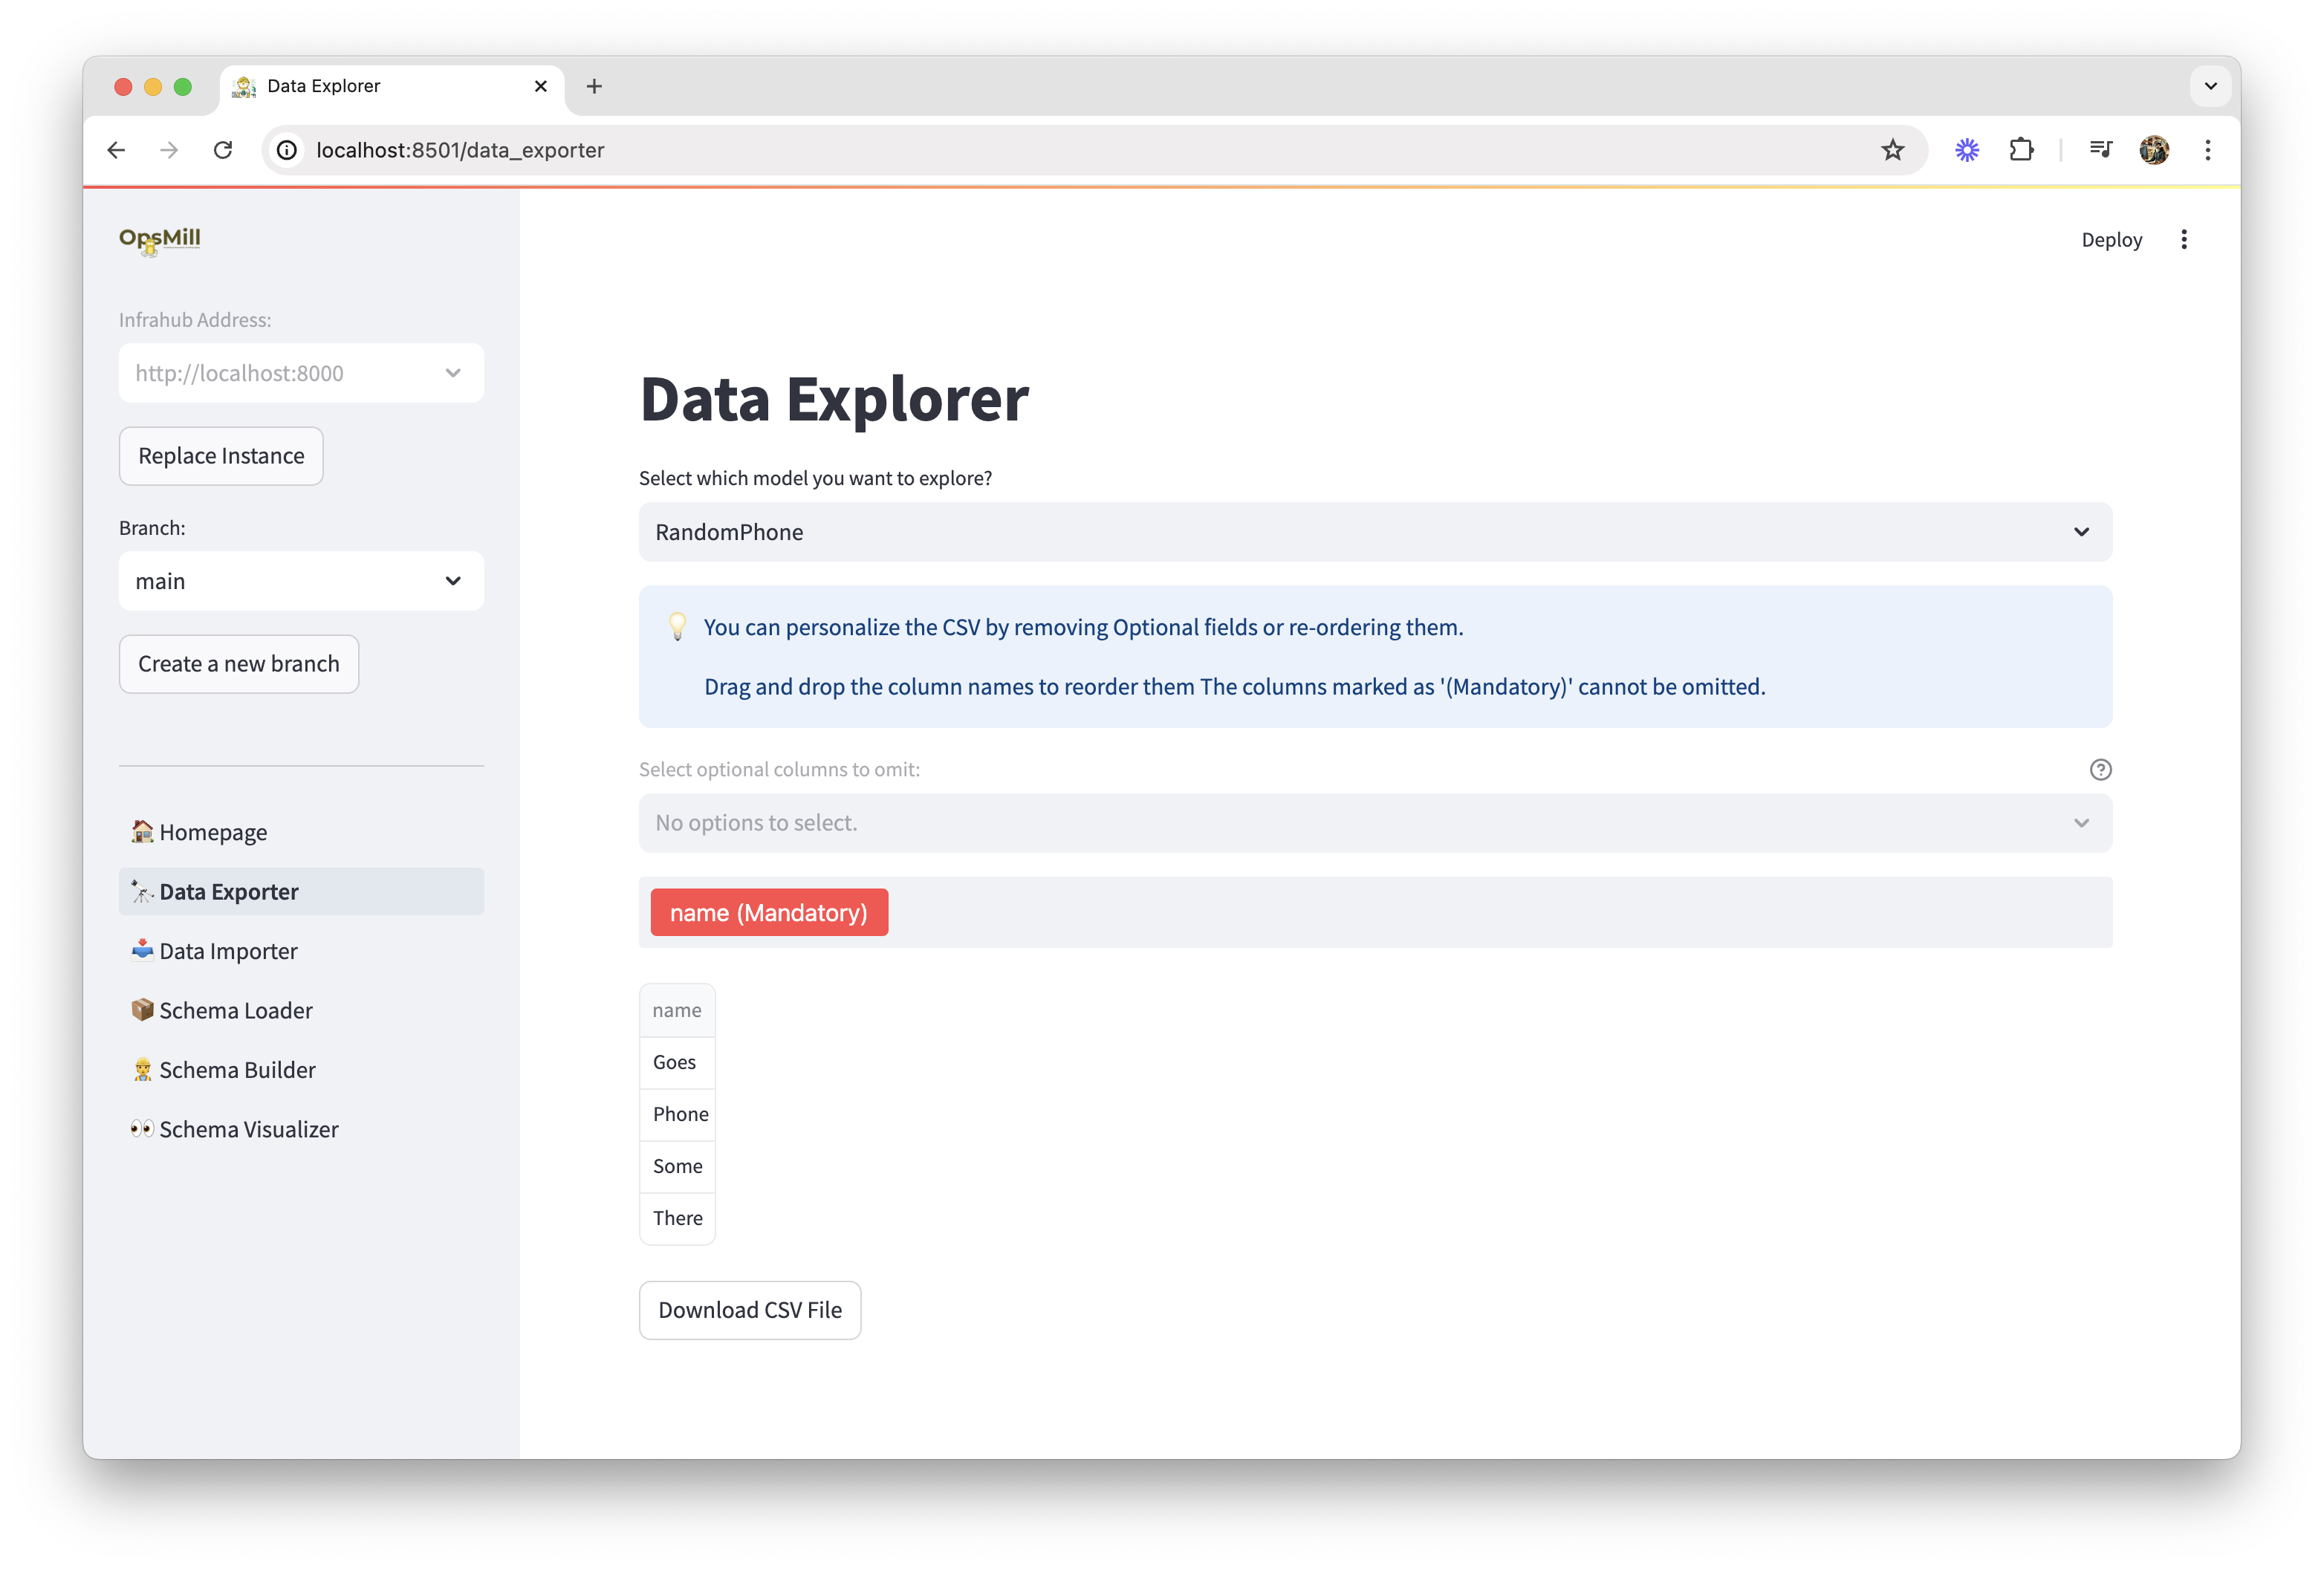 Data Explorer
localhost:8501/data_exporter
OpsMill
Deploy
Infrahub Address:
http://localhost:8000
Replace Instance
Branch:
main
Create a new branch
Homepage
Data Exporter
Data Importer
Schema Loader
Schema Builder
Schema Visualizer
Data Explorer
Select which model you want to explore?
RandomPhone
You can personalize the CSV by removing Optional fields or re-ordering them.
Drag and drop the column names to reorder them The columns marked as '(Mandatory)' cannot be omitted.
Select optional columns to omit:
No options to select.
name (Mandatory)
name
Goes
Phone
Some
There
Download CSV File